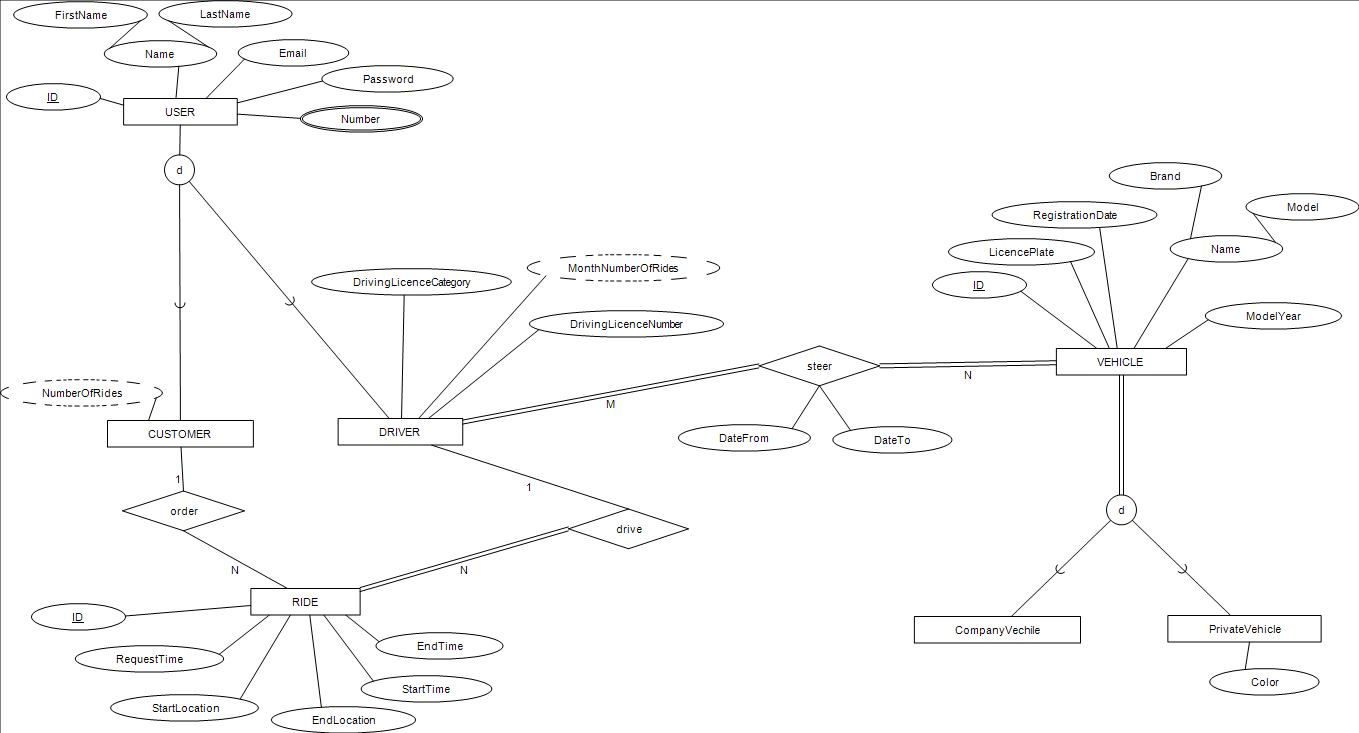 FirstName
LastName
Name
Email
Password
ID
USER
Number
d
Brand
Model
RegistrationDate
Name
LicencePlate
ID
ModelYear
MonthNumberOfRides
DrivingLicenceCategory
DrivingLicenceNumber
VEHICLE
steer
N
M
NumberOfRides
CUSTOMER
DRIVER
DateFrom
DateTo
1
1
order
drive
d
N
N
RIDE
ID
CompanyVechile
PrivateVehicle
EndTime
RequestTime
StartTime
Color
StartLocation
EndLocation